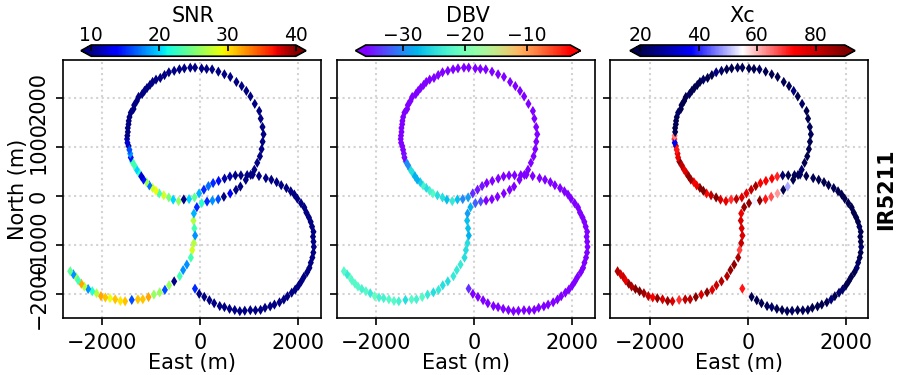 SNR DBV Xc
10 20 30 40 −30 −20 −10 20 40 60 80
North (m)
2000
1000
0
−1000
−2000
−2000 0 2000 −2000 0 2000 −2000 0 2000
East (m) East (m) East (m)
IR5211